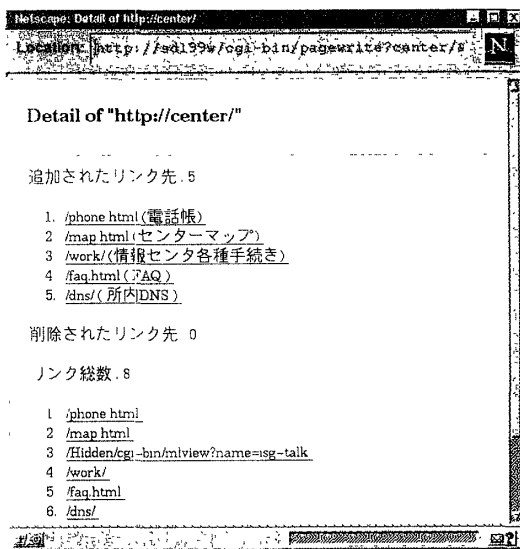 Netscape: Detail of http://center/
Location: http://sdl99w/cgi-bin/pagewrite?center/s
N
Detail of "http://center/"
追加されたリンク先.5
1. /phone html(電話帳)
2 /map html(センターマップ)
3 /work/(情報センタ各種手続き)
4 /faq.html(FAQ)
5. /dns/(所内DNS)
削除されたリンク先 0
リンク総数.8
1 /phone html
2 /map html
3 /Hidden/cgi-bin/mlview?name=isg-talk
4 /work/
5 /faq.html
6. /dns/